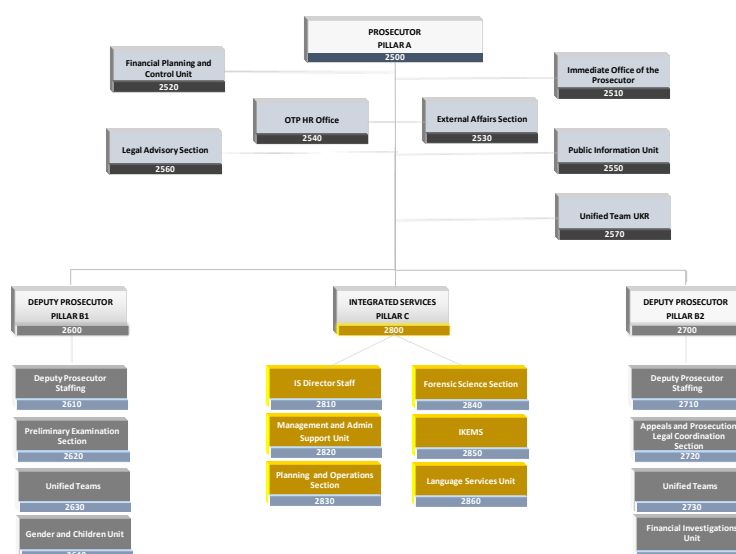 PROSECUTOR
PILLAR A
2500
Financial Planning and
Control Unit
2520
Immediate Office of the
Prosecutor
2510
OTP HR Office
2540
External Affairs Section
2530
Legal Advisory Section
2560
Public Information Unit
2550
Unified Team UKR
2570
DEPUTY PROSECUTOR
PILLAR B1
2600
INTEGRATED SERVICES
PILLAR C
2800
DEPUTY PROSECUTOR
PILLAR B2
2700
Deputy Prosecutor
Staffing
2610
Preliminary Examination
Section
2620
Unified Teams
2630
Gender and Children Unit
IS Director Staff
2810
Management and Admin
Support Unit
2820
Planning and Operations
Section
2830
Forensic Science Section
2840
IKEMS
2850
Language Services Unit
2860
Deputy Prosecutor
Staffing
2710
Appeals and Prosecution
Legal Coordination
Section
2720
Unified Teams
2730
Financial Investigations
Unit